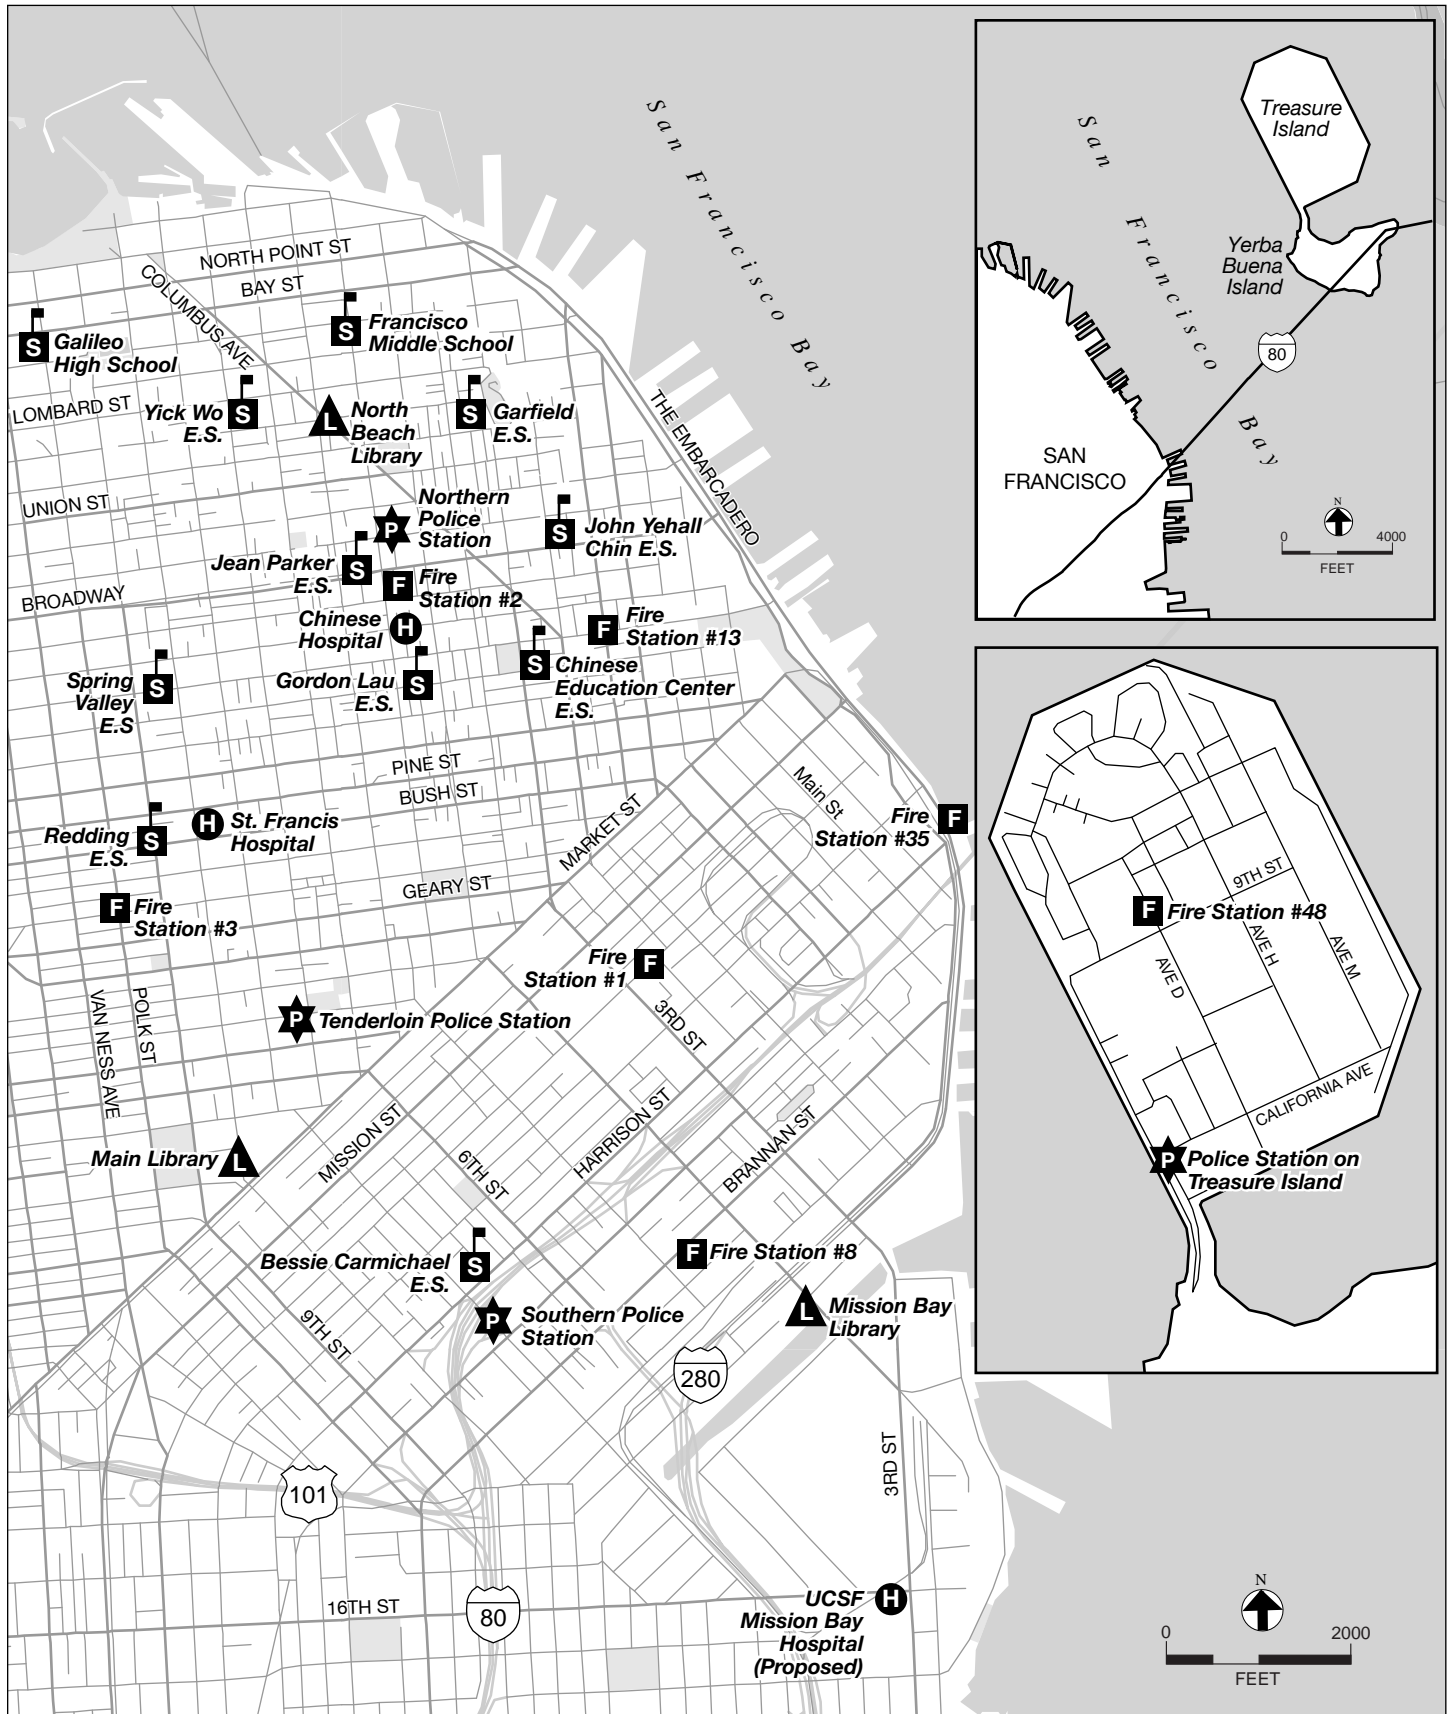 San Francisco Bay
NORTH POINT ST
COLUMBUS AVE
BAY ST
S
Galileo
High School
S
Francisco
Middle School
LOMBARD ST
Yick Wo
E.S.
S
L
North
Beach
Library
S
Garfield
E.S.
THE EMBARCADERO
UNION ST
P
Northern
Police
Station
S
John Yehall
Chin E.S.
Jean Parker
E.S.
S
F
Fire
Station #2
BROADWAY
Chinese
Hospital
H
F
Fire
Station #13
Spring
Valley
E.S
S
Gordon Lau
E.S.
S
S
Chinese
Education Center
E.S.
PINE ST
BUSH ST
MARKET ST
Main St
Fire
Station #35
F
Redding
E.S.
S
H
St. Francis
Hospital
GEARY ST
F
Fire
Station #3
Fire
Station #1
F
VAN NESS AVE
POLK ST
P
Tenderloin Police Station
3RD ST
Main Library
L
MISSION ST
6TH ST
HARRISON ST
BRANNAN ST
Bessie Carmichael
E.S.
S
F
Fire Station #8
9TH ST
P
Southern Police
Station
L
Mission Bay
Library
280
3RD ST
101
16TH ST
80
UCSF
Mission Bay
Hospital
(Proposed)
H
N
0 2000
FEET
Treasure
Island
San Francisco Bay
Yerba
Buena
Island
80
SAN
FRANCISCO
N
0 4000
FEET
9TH ST
F
Fire Station #48
AVE D
AVE H
AVE M
CALIFORNIA AVE
P
Police Station on
Treasure Island